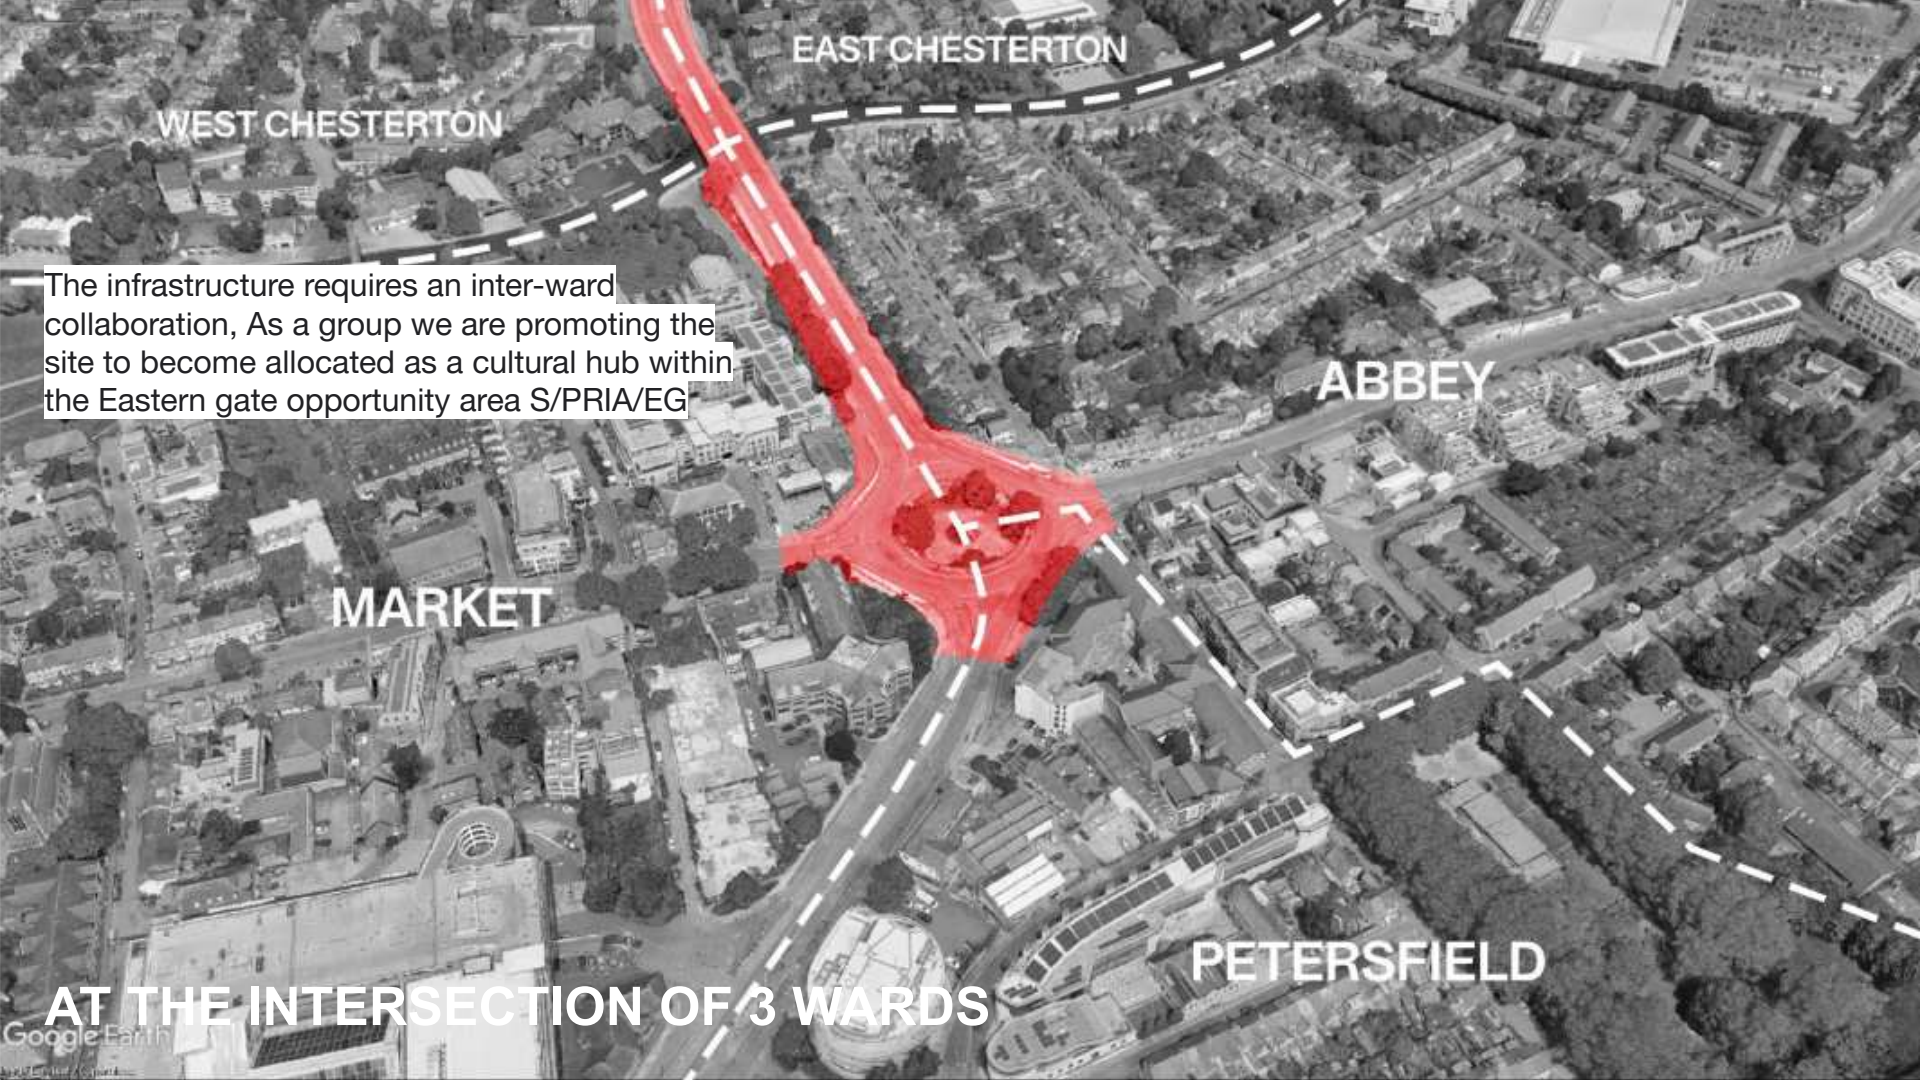 EAST CHESTERTON
WEST CHESTERTON
The infrastructure requires an inter-ward
collaboration, As a group we are promoting the
site to become allocated as a cultural hub within
the Eastern gate opportunity area S/PRIA/EG
ABBEY
MARKET
PETERSFIELD
AT THE INTERSECTION OF 3 WARDS
Google Earth